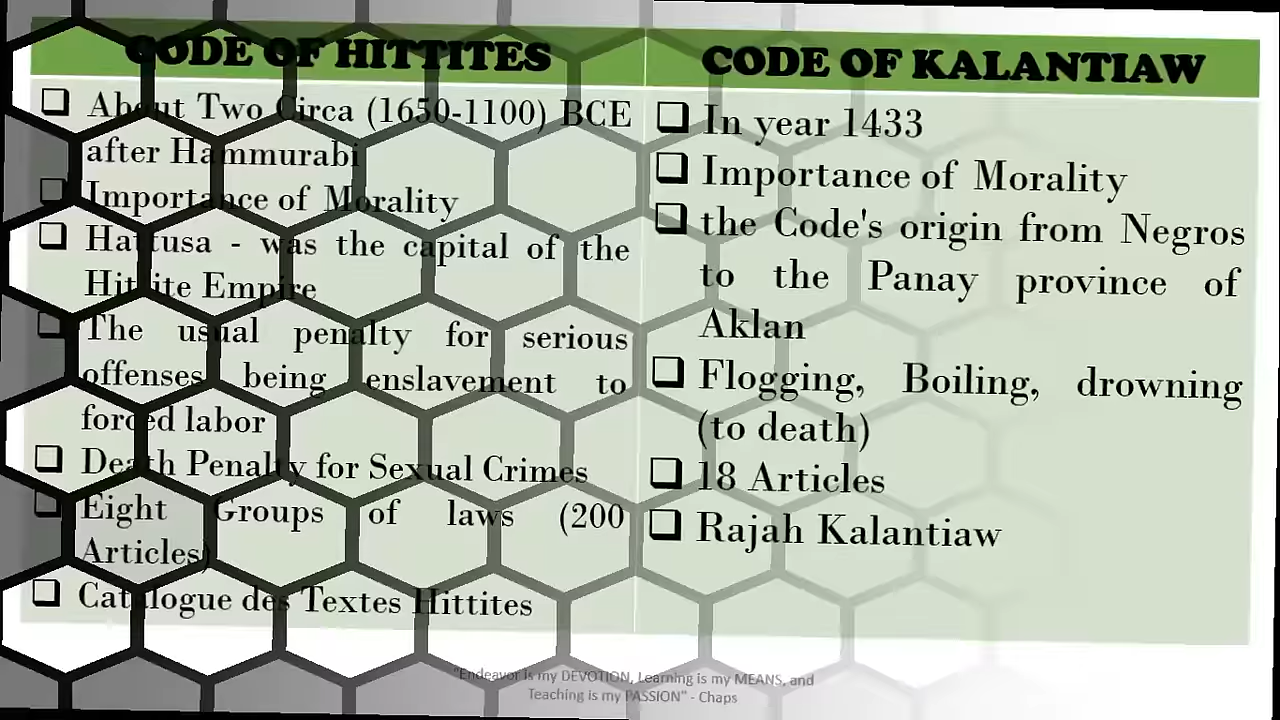 CODE OF HITTITES
❑ About Two Circa (1650-1100) BCE
after Hammurabi
❑ Importance of Morality
❑ Hattusa - was the capital of the
Hittite Empire
❑ The usual penalty for serious
offenses being enslavement to
forced labor
❑ Death Penalty for Sexual Crimes
❑ Eight Groups of laws (200
Articles)
❑ Catalogue des Textes Hittites
CODE OF KALANTIAW
❑ In year 1433
❑ Importance of Morality
❑ the Code's origin from Negros
to the Panay province of
Aklan
❑ Flogging, Boiling, drowning
(to death)
❑ 18 Articles
❑ Rajah Kalantiaw
"Endeavor is my DEVOTION, Learning is my MEANS, and
Teaching is my PASSION" - Chaps